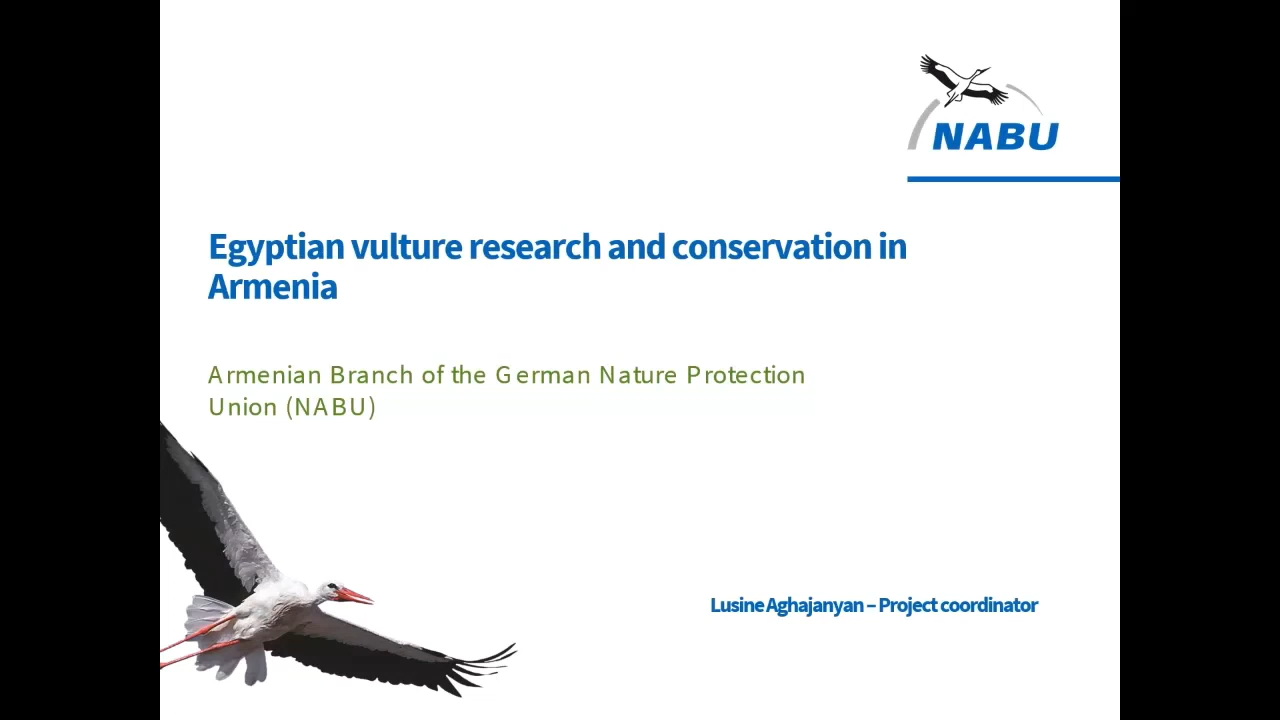 NABU
Egyptian vulture research and conservation in
Armenia
Armenian Branch of the German Nature Protection
Union (NABU)
Lusine Aghajanyan – Project coordinator